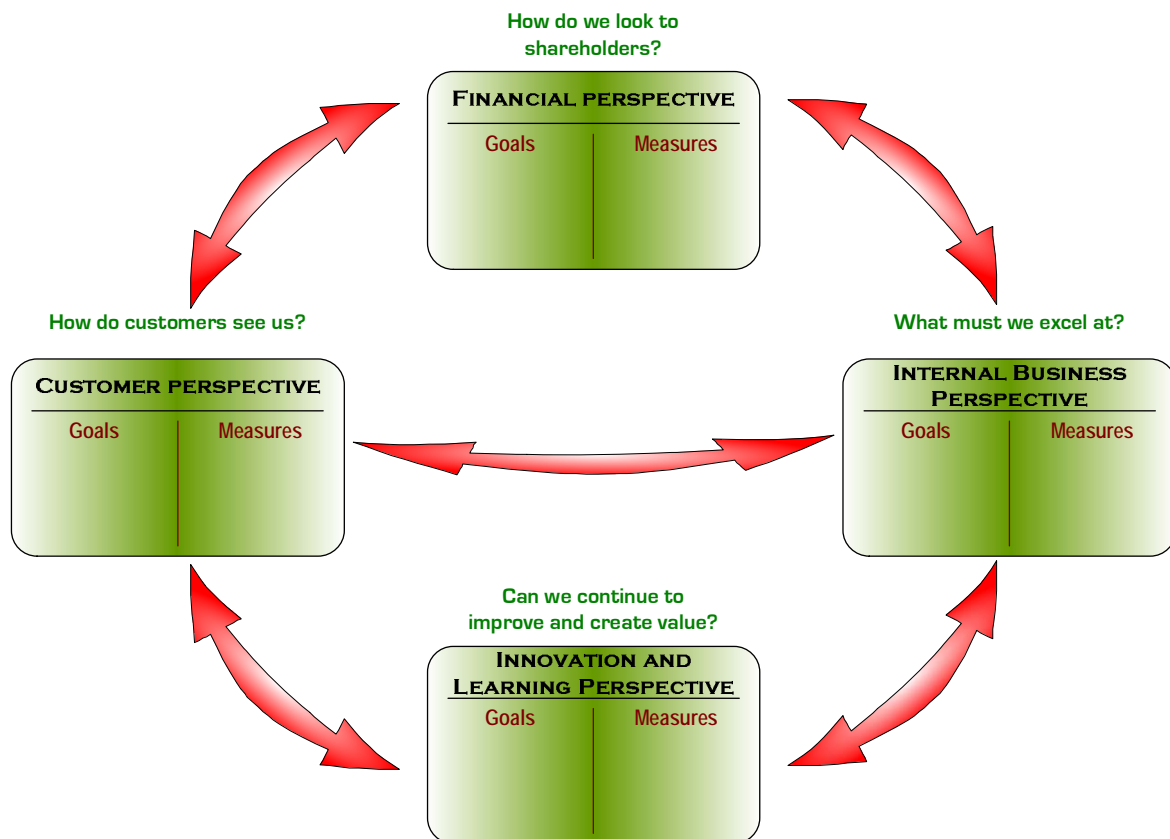 How do we look to
shareholders?
Financial perspective
Goals Measures
How do customers see us?
Customer perspective
Goals Measures
What must we excel at?
Internal Business
Perspective
Goals Measures
Can we continue to
improve and create value?
Innovation and
Learning Perspective
Goals Measures